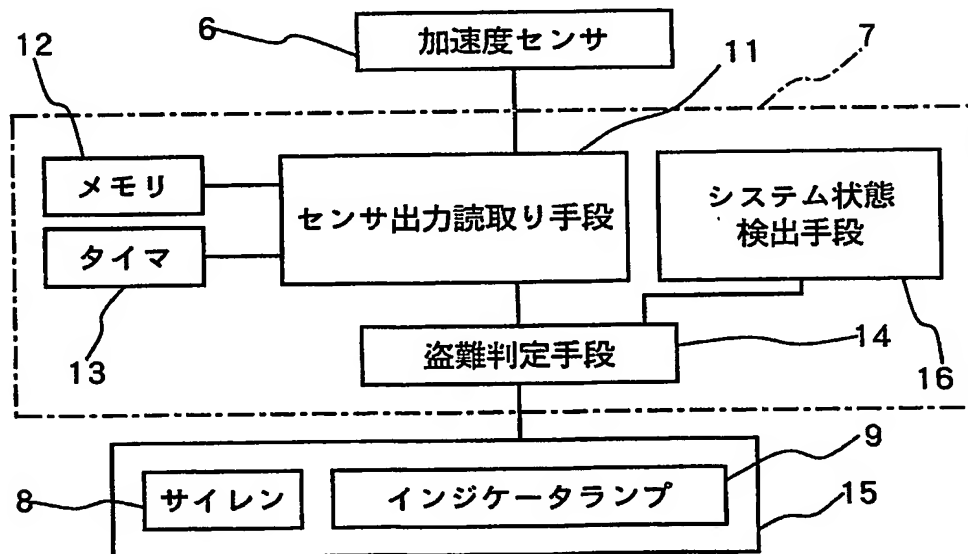 6
加速度センサ
7
12
11
メモリ
センサ出力読取り手段
システム状態
検出手段
タイマ
13
盗難判定手段
14
16
9
8
サイレン
インジケータランプ
15